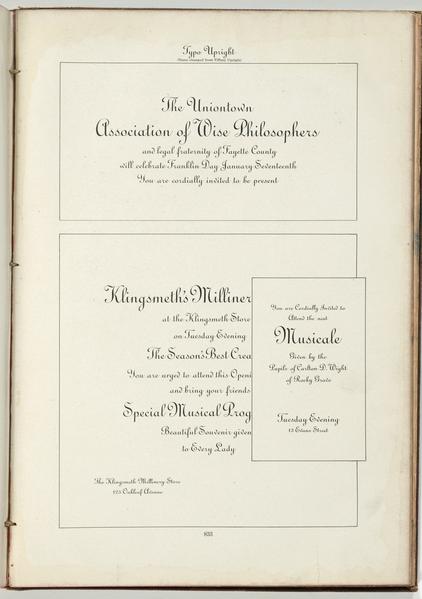 Typo Upright
(Name changed from Tiffany Upright)
The Uniontown
Association of Wise Philosophers
and legal fraternity of Fayette County
will celebrate Franklin Day January Seventeenth
You are cordially invited to be present
Klingsmeth's Milliner
at the Klingsmeth Store
on Tuesday Evening
The Season's Best Crea
You are urged to attend this Openi
and bring your friends
Special Musical Prog
Beautiful Souvenir given
to Every Lady
The Klingsmeth Millinery Store
925 Oakleaf Avenue
You are Cordially Invited to
Attend the next
Musicale
Given by the
Pupils of Carlton D. Wight
of Rocky Grove
Tuesday Evening
13 Evans Street